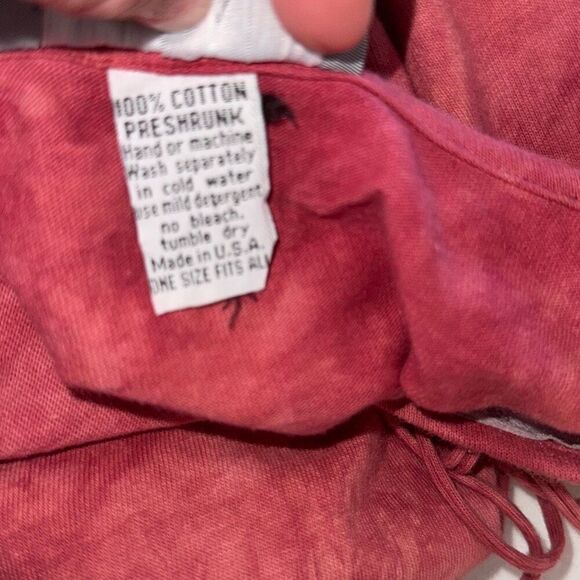 100% COTTON
PRESHRUNK
Hand or machine
Wash separately
in cold water
use mild detergent
no bleach.
tumble dry
Made in U.S.A.
ONE SIZE FITS ALL